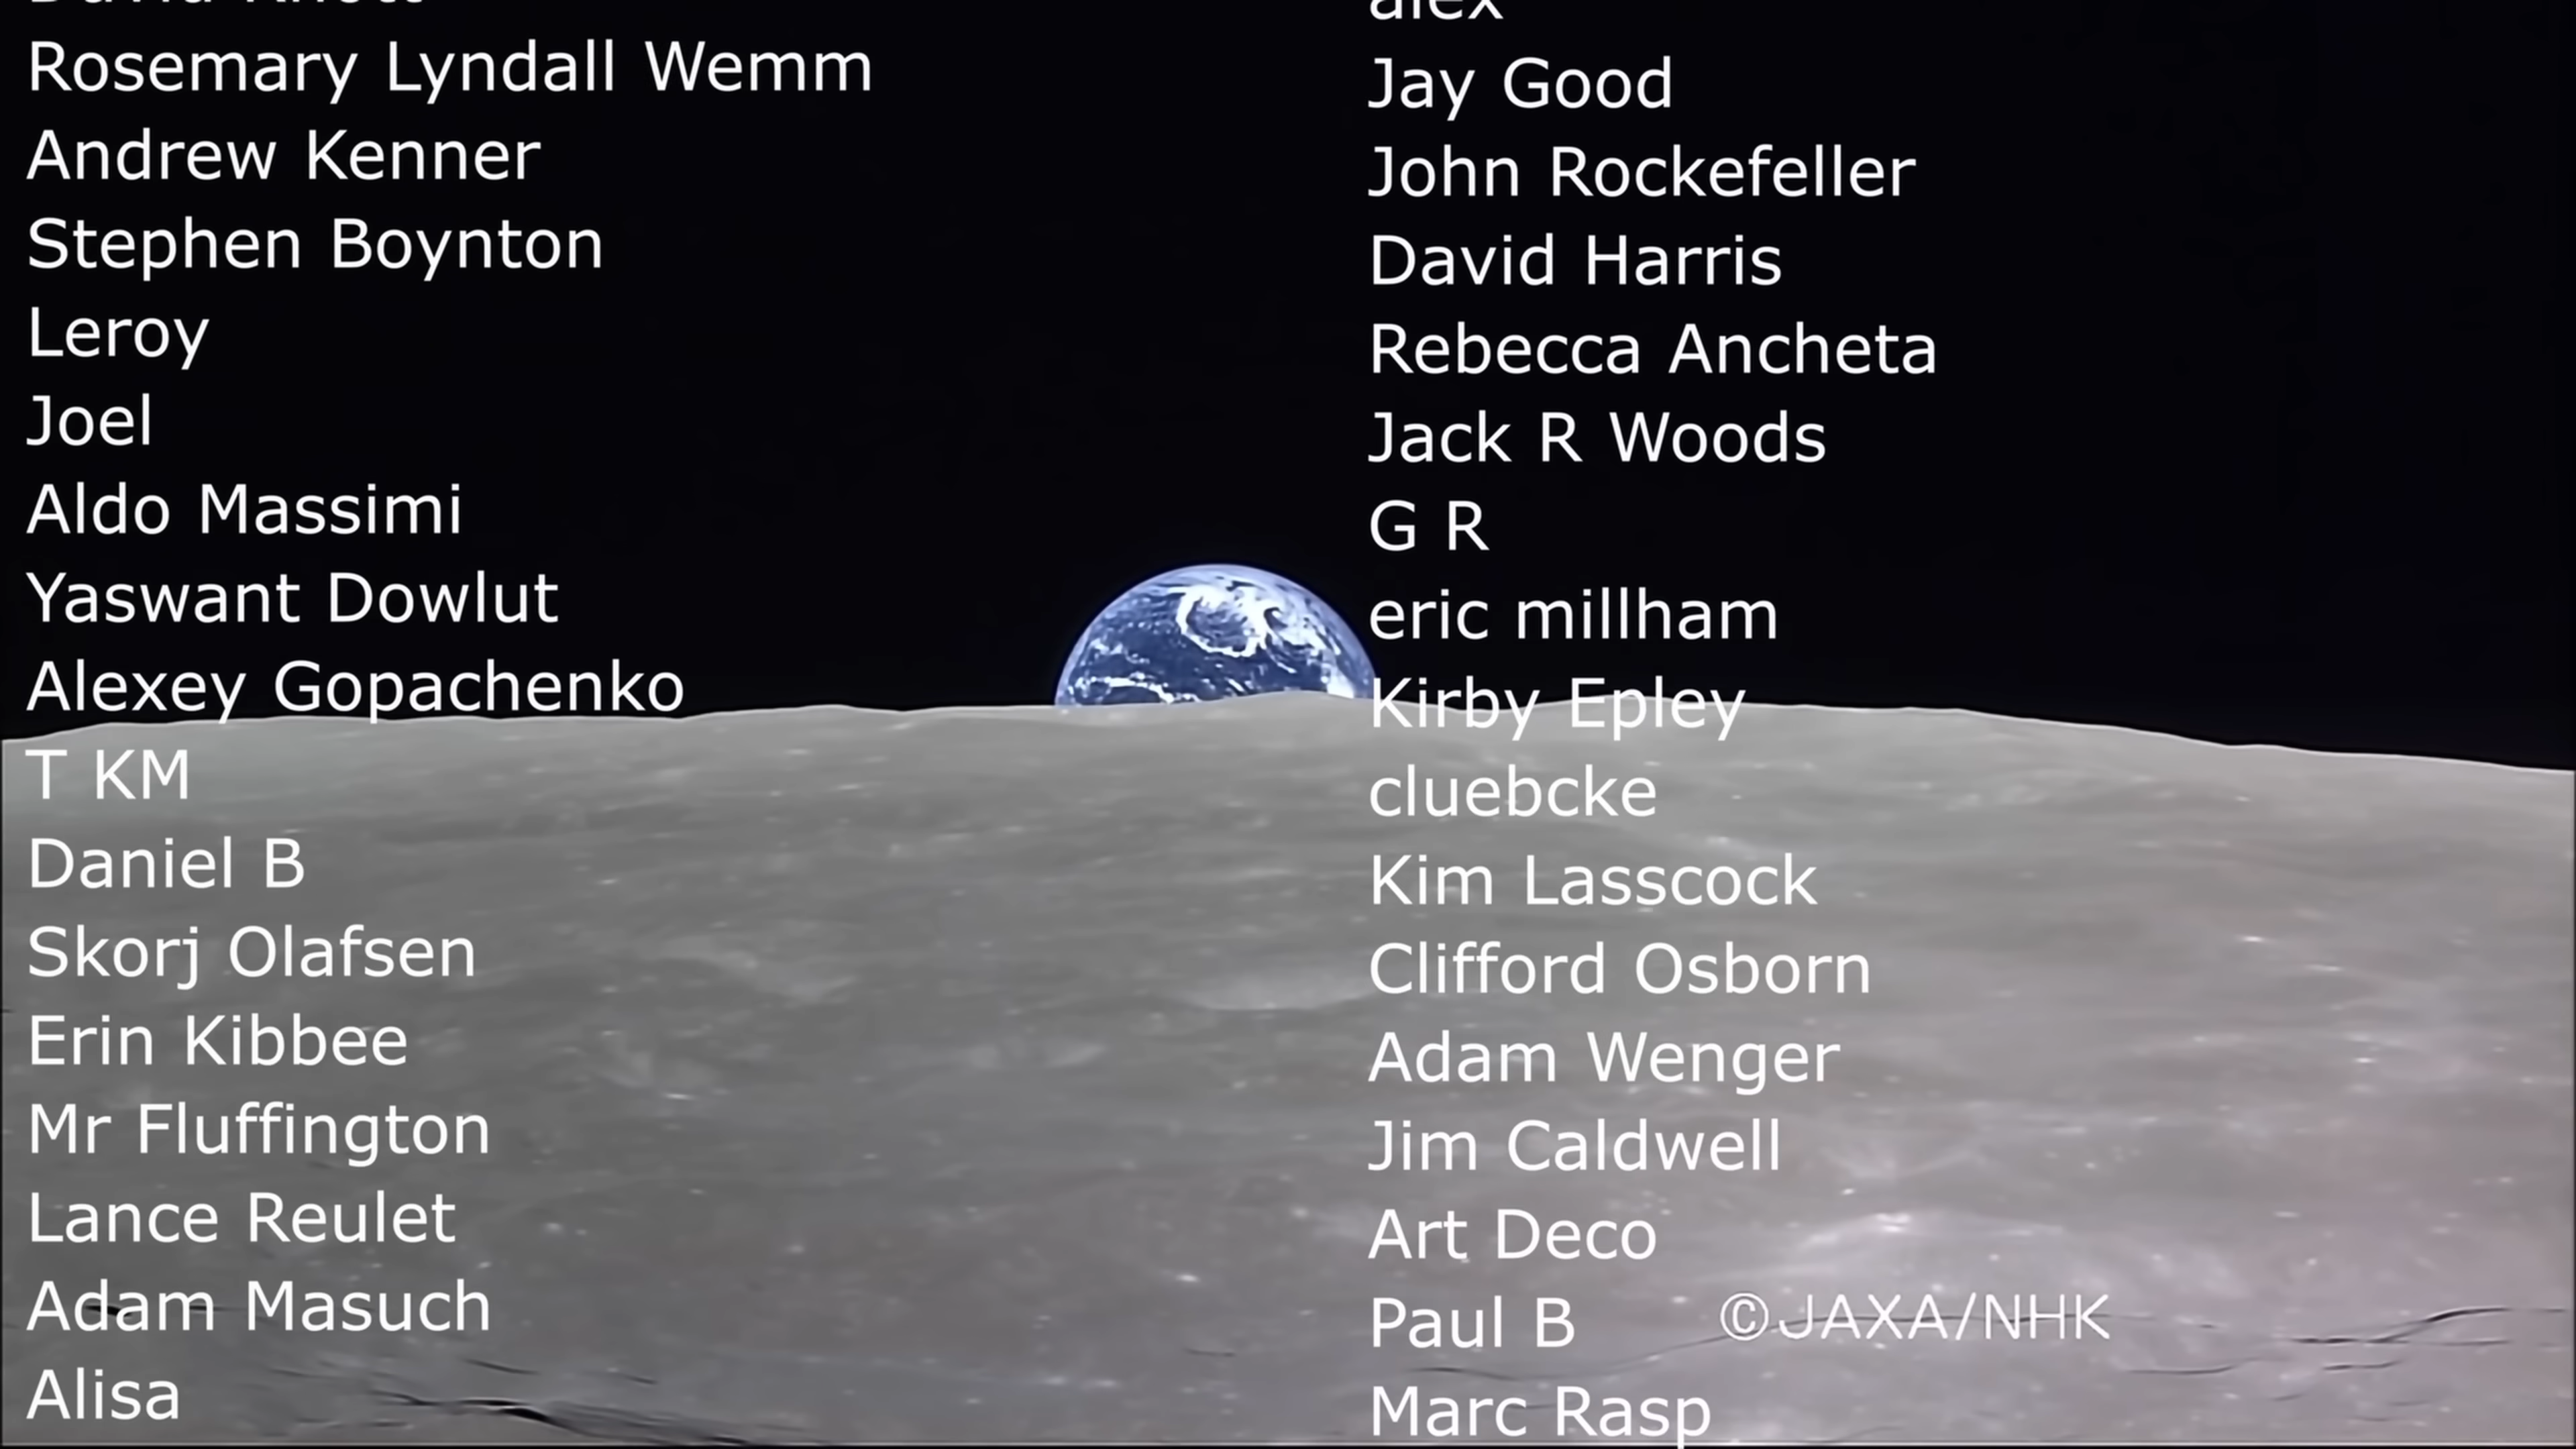 Rosemary Lyndall Wemm
Andrew Kenner
Stephen Boynton
Leroy
Joel
Aldo Massimi
Yaswant Dowlut
Alexey Gopachenko
T KM
Daniel B
Skorj Olafsen
Erin Kibbee
Mr Fluffington
Lance Reulet
Adam Masuch
Alisa
alex
Jay Good
John Rockefeller
David Harris
Rebecca Ancheta
Jack R Woods
G R
eric millham
Kirby Epley
cluebcke
Kim Lasscock
Clifford Osborn
Adam Wenger
Jim Caldwell
Art Deco
Paul B
Marc Rasp
©JAXA/NHK